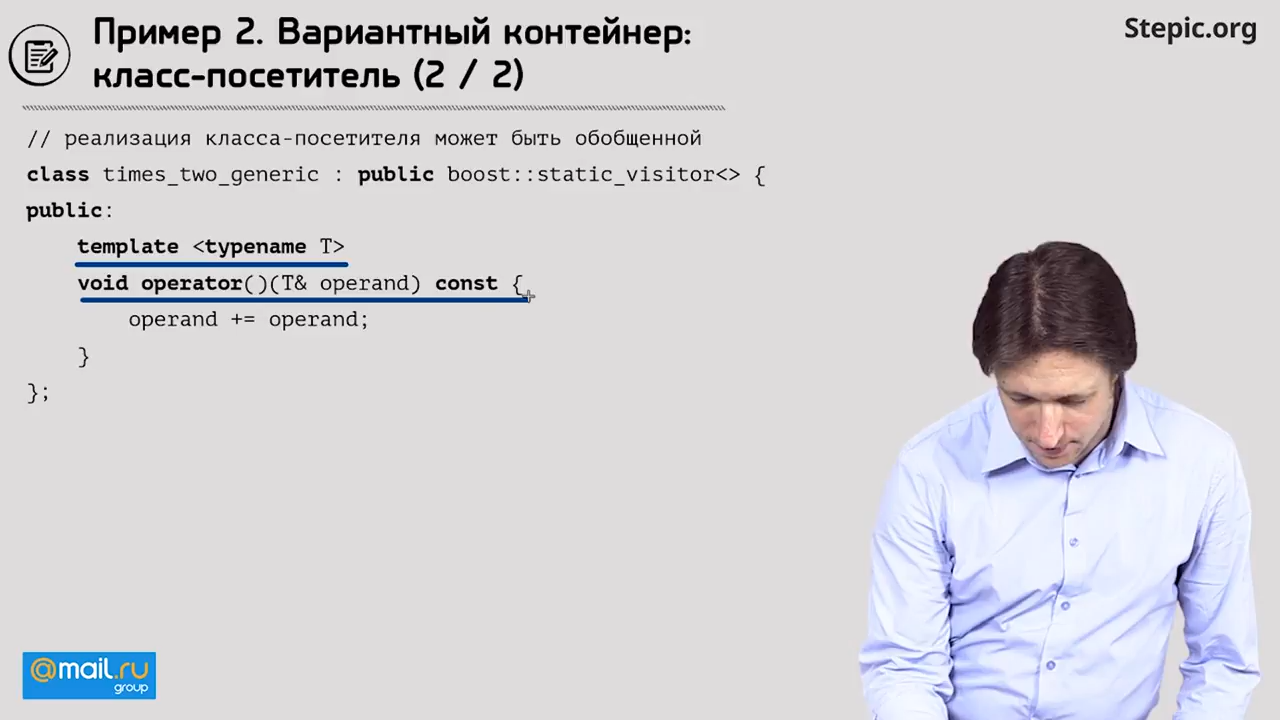 Пример 2. Вариантный контейнер:
класс-посетитель (2 / 2)
Stepic.org
// реализация класса-посетителя может быть обобщенной
class times_two_generic : public boost::static_visitor<> {
public:
template <typename T>
void operator()(T& operand) const {
operand += operand;
}
};
@mail.ru
group